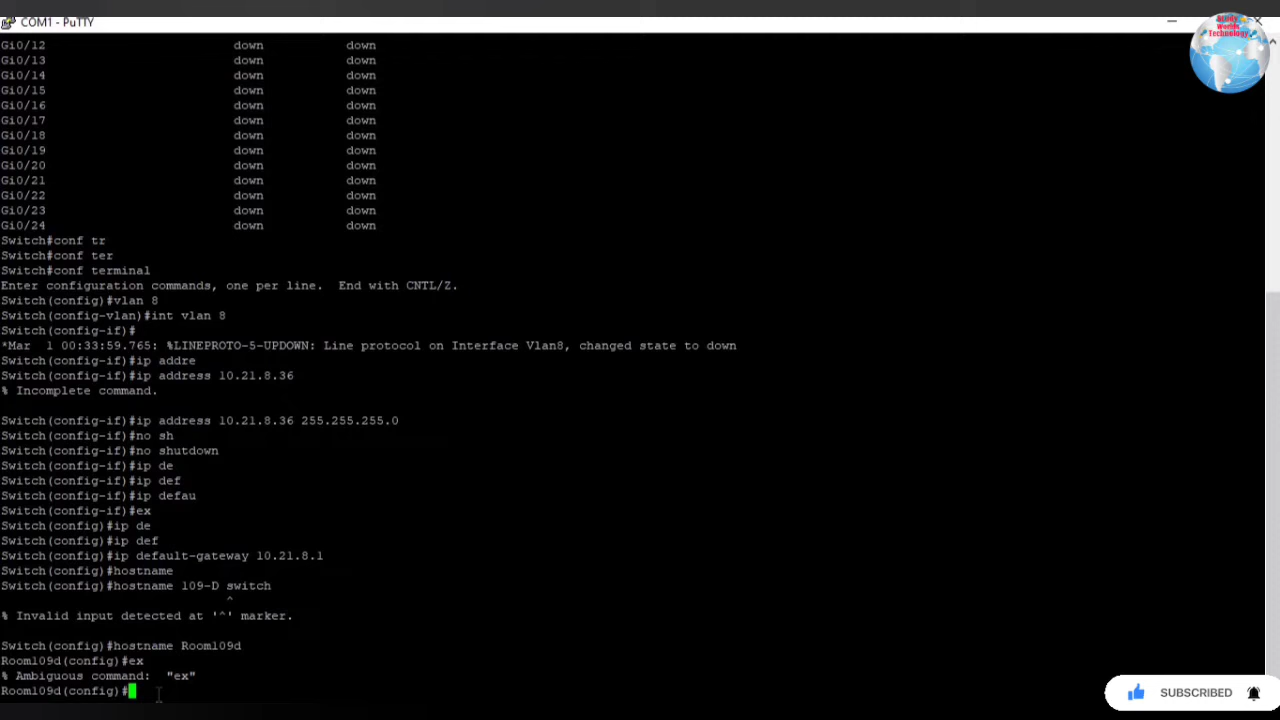 COM1 - PuTTY
Study
Worlds
Technology
Gi0/12 down down
Gi0/13 down down
Gi0/14 down down
Gi0/15 down down
Gi0/16 down down
Gi0/17 down down
Gi0/18 down down
Gi0/19 down down
Gi0/20 down down
Gi0/21 down down
Gi0/22 down down
Gi0/23 down down
Gi0/24 down down
Switch#conf tr
Switch#conf ter
Switch#conf terminal
Enter configuration commands, one per line. End with CNTL/Z.
Switch(config)#vlan 8
Switch(config-vlan)#int vlan 8
Switch(config-if)#
*Mar 1 00:33:59.765: %LINEPROTO-5-UPDOWN: Line protocol on Interface Vlan8, changed state to down
Switch(config-if)#ip addre
Switch(config-if)#ip address 10.21.8.36
% Incomplete command.
Switch(config-if)#ip address 10.21.8.36 255.255.255.0
Switch(config-if)#no sh
Switch(config-if)#no shutdown
Switch(config-if)#ip de
Switch(config-if)#ip def
Switch(config-if)#ip defau
Switch(config-if)#ex
Switch(config)#ip de
Switch(config)#ip def
Switch(config)#ip default-gateway 10.21.8.1
Switch(config)#hostname
Switch(config)#hostname 109-D switch
^
% Invalid input detected at '^' marker.
Switch(config)#hostname Room109d
Room109d(config)#ex
% Ambiguous command: "ex"
Room109d(config)#
SUBSCRIBED